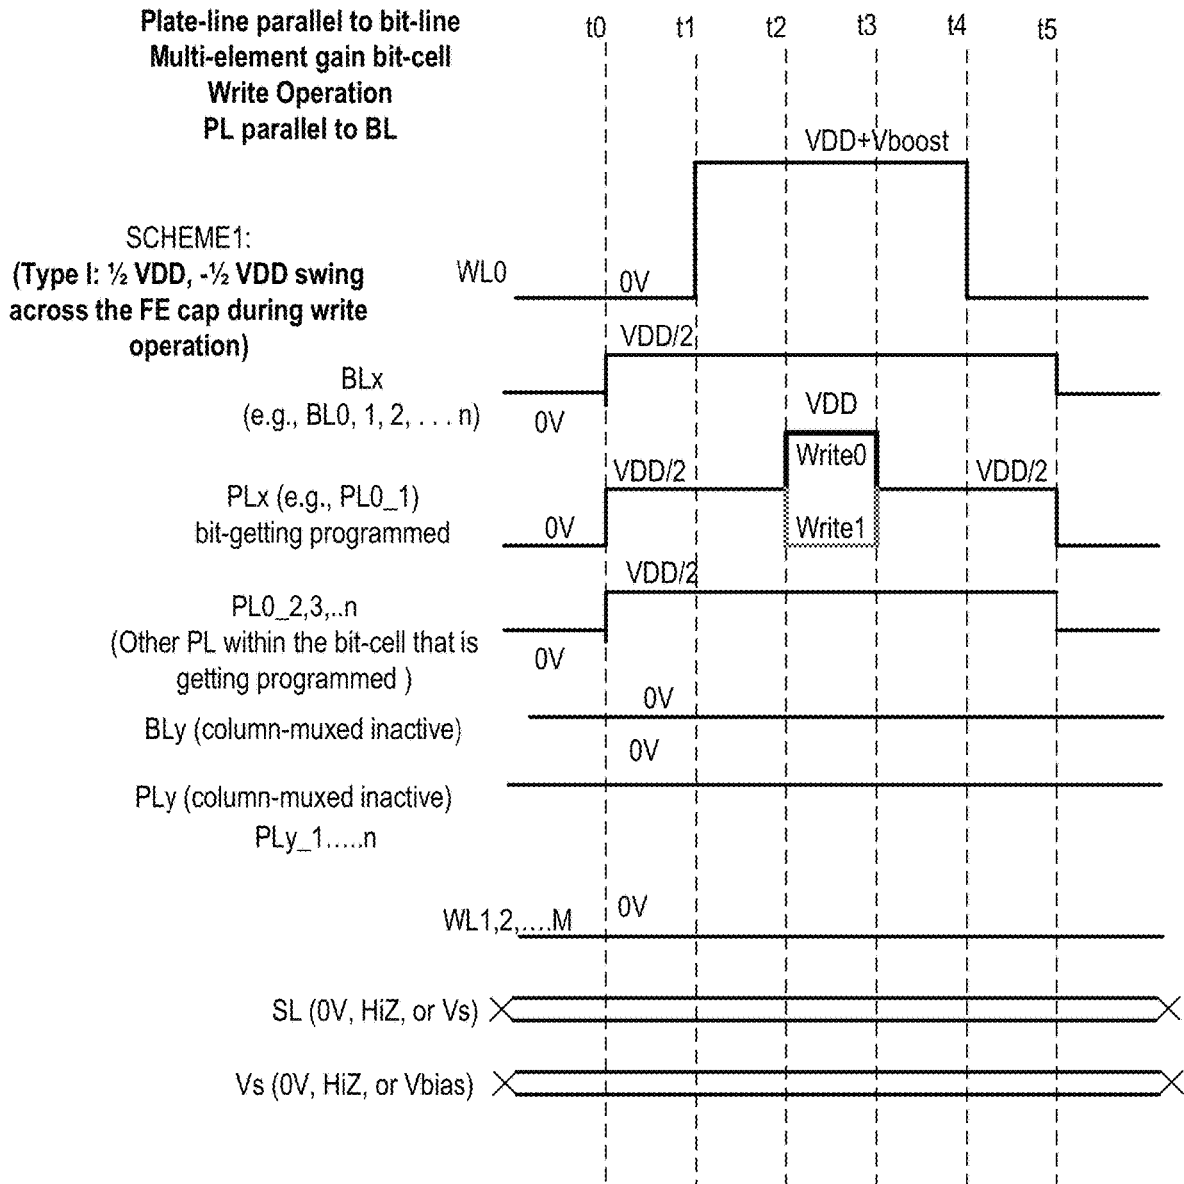 Plate-line parallel to bit-line
Multi-element gain bit-cell
Write Operation
PL parallel to BL
t0 t1 t2 t3 t4 t5
VDD+Vboost
SCHEME1:
(Type I: ½ VDD, -½ VDD swing
across the FE cap during write
operation)
WL0
0V
VDD/2
BLx
(e.g., BL0, 1, 2, . . . n)
0V
VDD
Write0
VDD/2
VDD/2
PLx (e.g., PL0_1)
bit-getting programmed
0V
Write1
VDD/2
PL0_2,3,..n
(Other PL within the bit-cell that is
getting programmed )
0V
0V
BLy (column-muxed inactive)
0V
PLy (column-muxed inactive)
PLy_1.....n
0V
WL1,2,....M
SL (0V, HiZ, or Vs)
Vs (0V, HiZ, or Vbias)